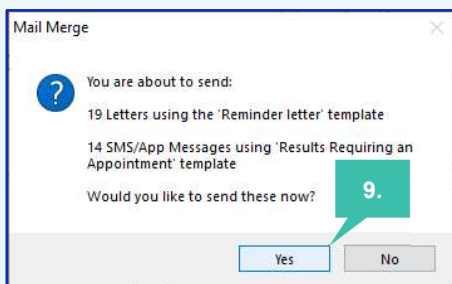 Mail Merge
You are about to send:
19 Letters using the 'Reminder letter' template
14 SMS/App Messages using 'Results Requiring an
Appointment' template
Would you like to send these now?
9.
Yes
No